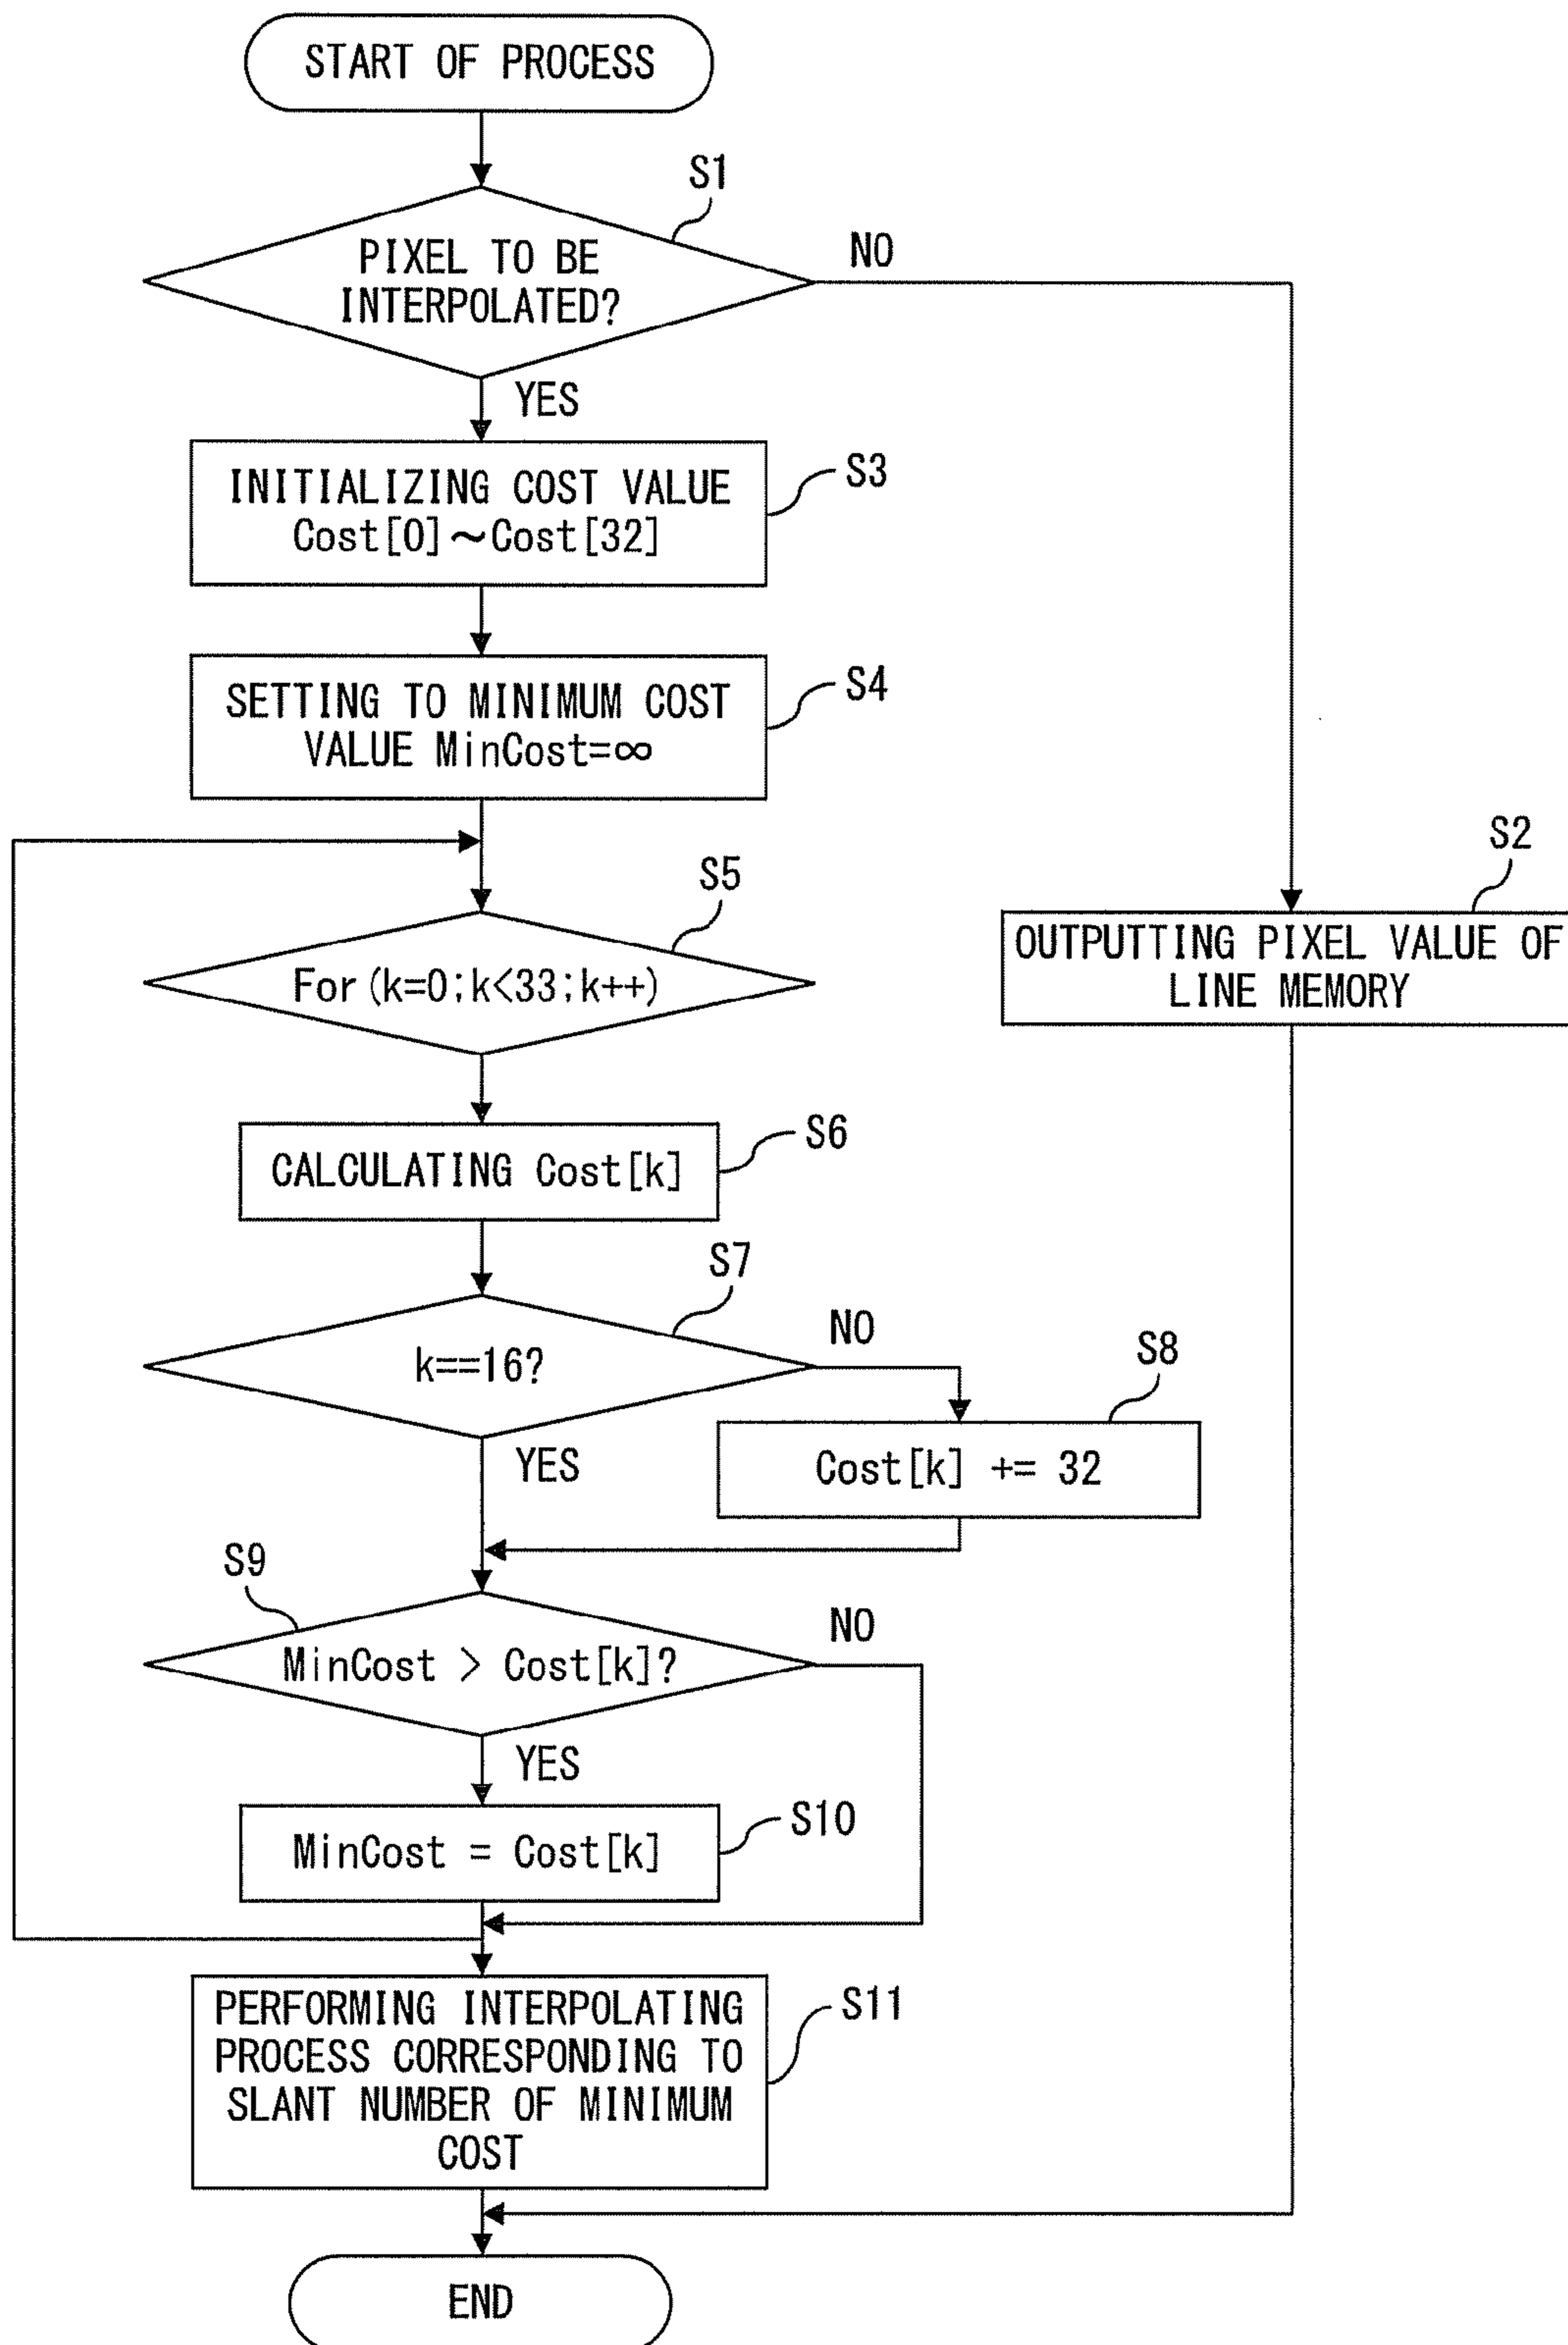 START OF PROCESS
S1
PIXEL TO BE
INTERPOLATED?
NO
YES
INITIALIZING COST VALUE
Cost[0]~Cost[32]
S3
SETTING TO MINIMUM COST
VALUE MinCost=∞
S4
S5
For(k=0;k<33;k++)
S2
OUTPUTTING PIXEL VALUE OF
LINE MEMORY
CALCULATING Cost[k]
S6
S7
k==16?
NO
YES
S8
Cost[k] += 32
S9
MinCost > Cost[k]?
NO
YES
MinCost = Cost[k]
S10
PERFORMING INTERPOLATING
PROCESS CORRESPONDING TO
SLANT NUMBER OF MINIMUM
COST
S11
END